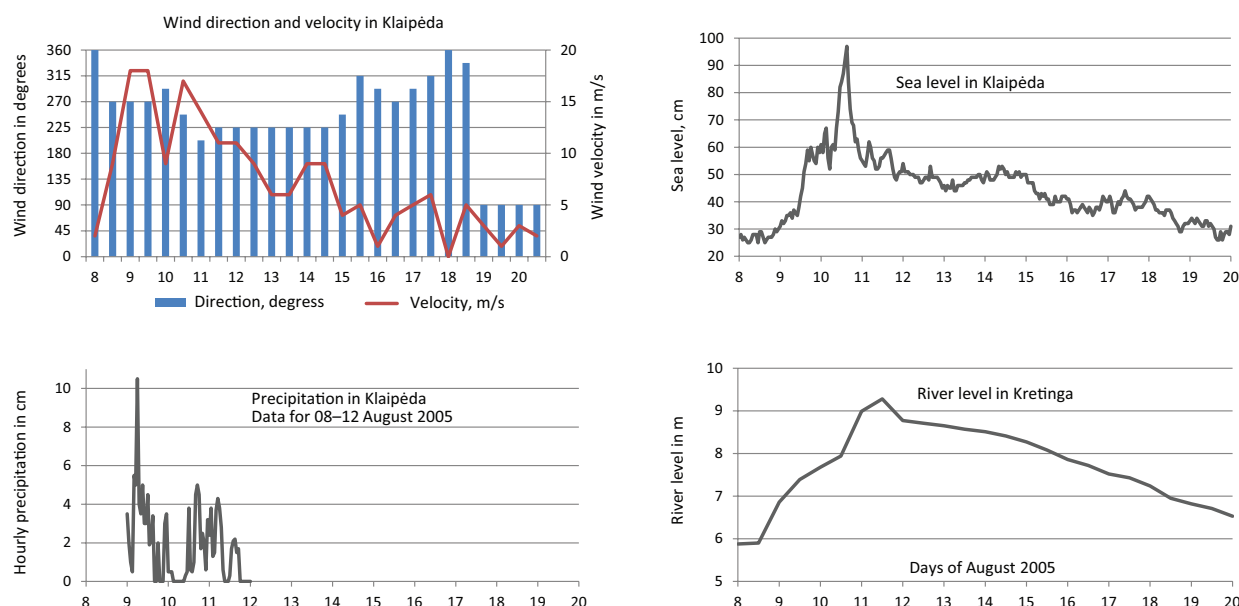 Wind direction and velocity in Klaipėda
Wind direction in degrees
360
315
270
225
180
135
90
45
0
20
15
10
5
0
Wind velocity in m/s
8 9 10 11 12 13 14 15 16 17 18 19 20
Direction, degress
Velocity, m/s
Sea level, cm
100
90
80
70
60
50
40
30
20
Sea level in Klaipėda
8 9 10 11 12 13 14 15 16 17 18 19 20
Hourly precipitation in cm
10
8
6
4
2
0
Precipitation in Klaipėda
Data for 08–12 August 2005
8 9 10 11 12 13 14 15 16 17 18 19 20
River level in m
10
9
8
7
6
5
River level in Kretinga
Days of August 2005
8 9 10 11 12 13 14 15 16 17 18 19 20